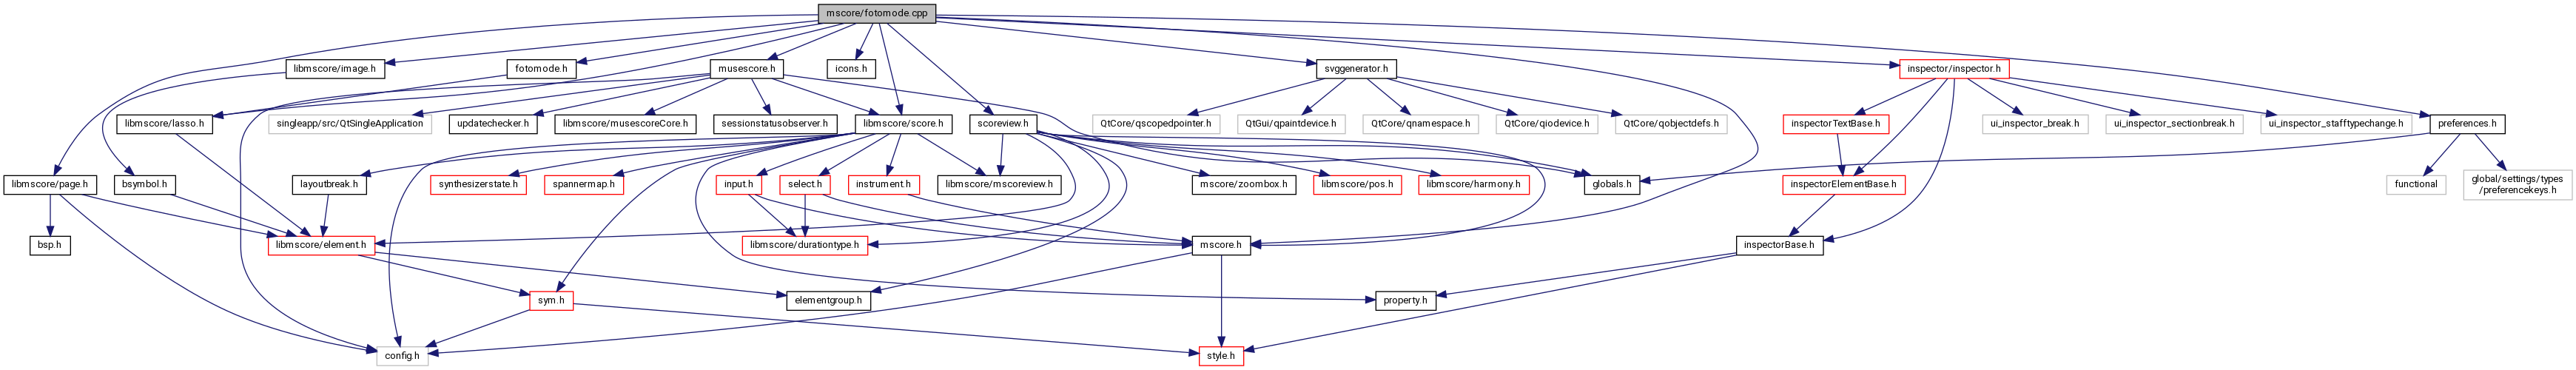 mscore/fotomode.cpp
libmscore/image.h
fotomode.h
musescore.h
icons.h
svggenerator.h
inspector/inspector.h
libmscore/lasso.h
singleapp/src/QtSingleApplication
updatechecker.h
libmscore/musescoreCore.h
sessionstatusobserver.h
libmscore/score.h
scoreview.h
QtCore/qscopedpointer.h
QtGui/qpaintdevice.h
QtCore/qnamespace.h
QtCore/qiodevice.h
QtCore/qobjectdefs.h
inspectorTextBase.h
ui_inspector_break.h
ui_inspector_sectionbreak.h
ui_inspector_stafftypechange.h
preferences.h
libmscore/page.h
bsymbol.h
layoutbreak.h
synthesizerstate.h
spannermap.h
input.h
select.h
instrument.h
libmscore/mscoreview.h
mscore/zoombox.h
libmscore/pos.h
libmscore/harmony.h
globals.h
inspectorElementBase.h
functional
global/settings/types
/preferencekeys.h
bsp.h
libmscore/element.h
libmscore/durationtype.h
mscore.h
inspectorBase.h
sym.h
elementgroup.h
property.h
config.h
style.h